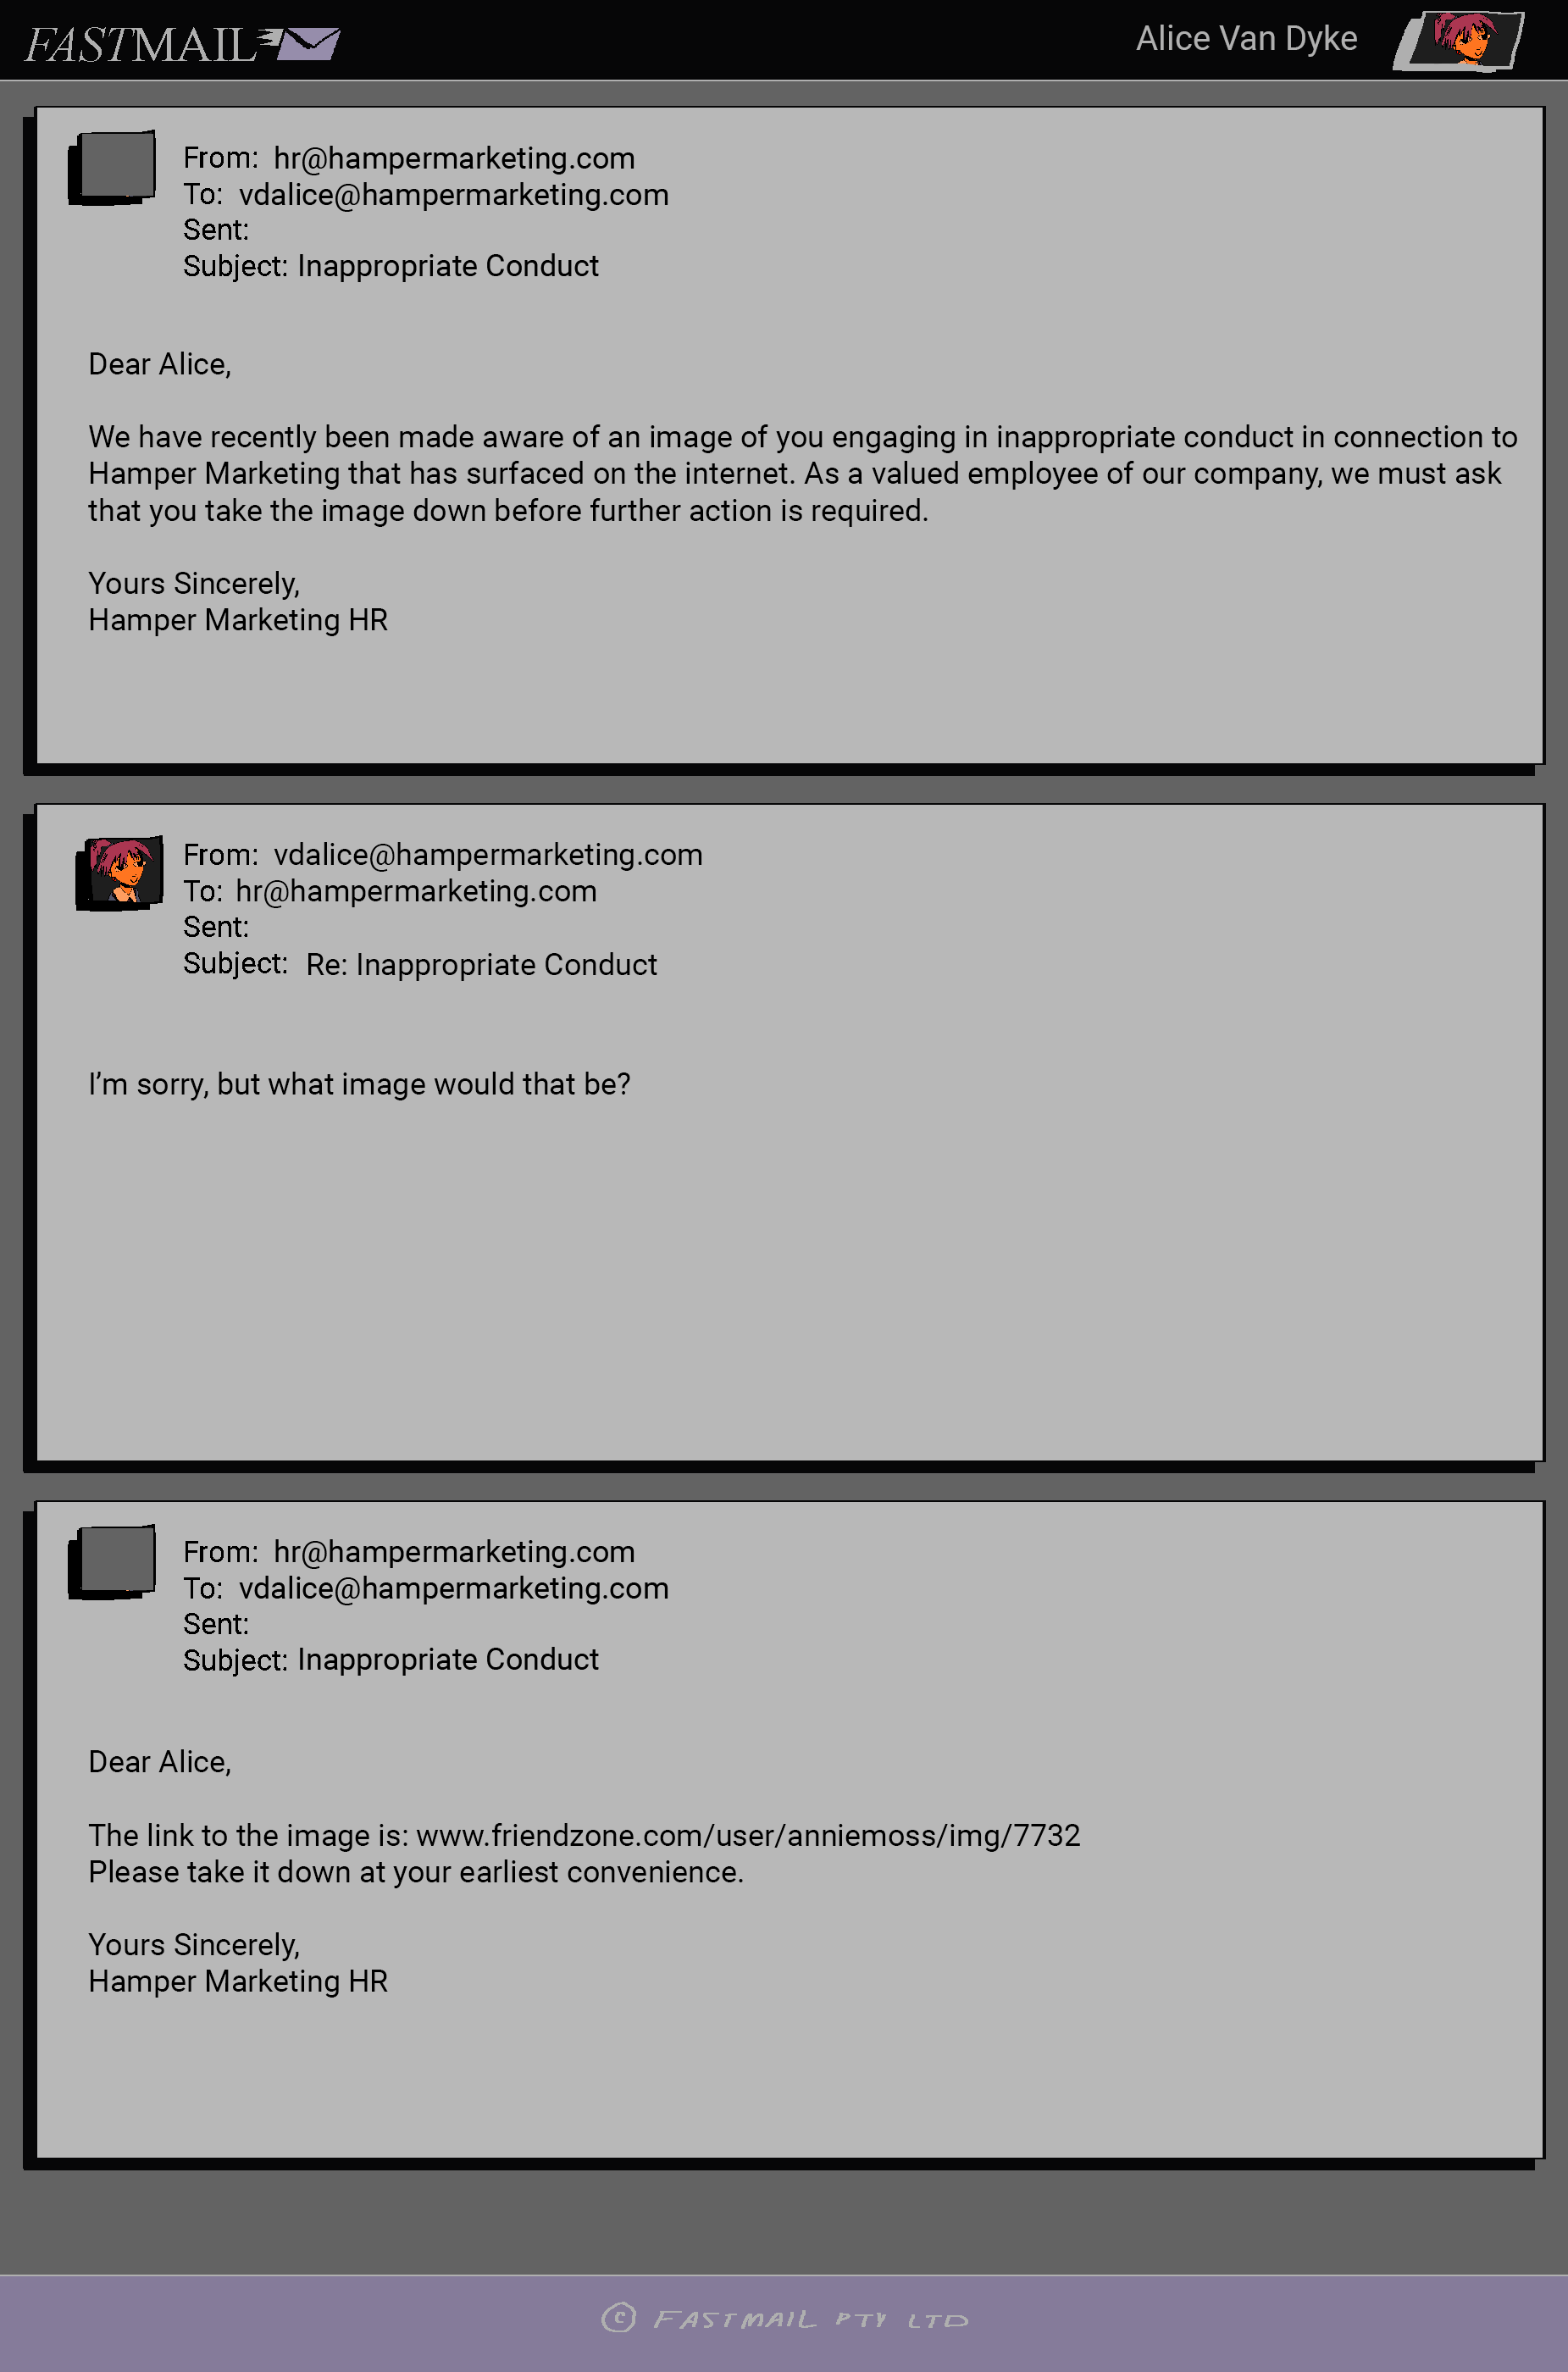 FASTMAIL
Alice Van Dyke
From: hr@hampermarketing.com
To: vdalice@hampermarketing.com
Sent:
Subject: Inappropriate Conduct
Dear Alice,
We have recently been made aware of an image of you engaging in inappropriate conduct in connection to
Hamper Marketing that has surfaced on the internet. As a valued employee of our company, we must ask
that you take the image down before further action is required.
Yours Sincerely,
Hamper Marketing HR
From: vdalice@hampermarketing.com
To: hr@hampermarketing.com
Sent:
Subject: Re: Inappropriate Conduct
I'm sorry, but what image would that be?
From: hr@hampermarketing.com
To: vdalice@hampermarketing.com
Sent:
Subject: Inappropriate Conduct
Dear Alice,
The link to the image is: www.friendzone.com/user/anniemoss/img/7732
Please take it down at your earliest convenience.
Yours Sincerely,
Hamper Marketing HR
© FASTMAIL PTY LTD